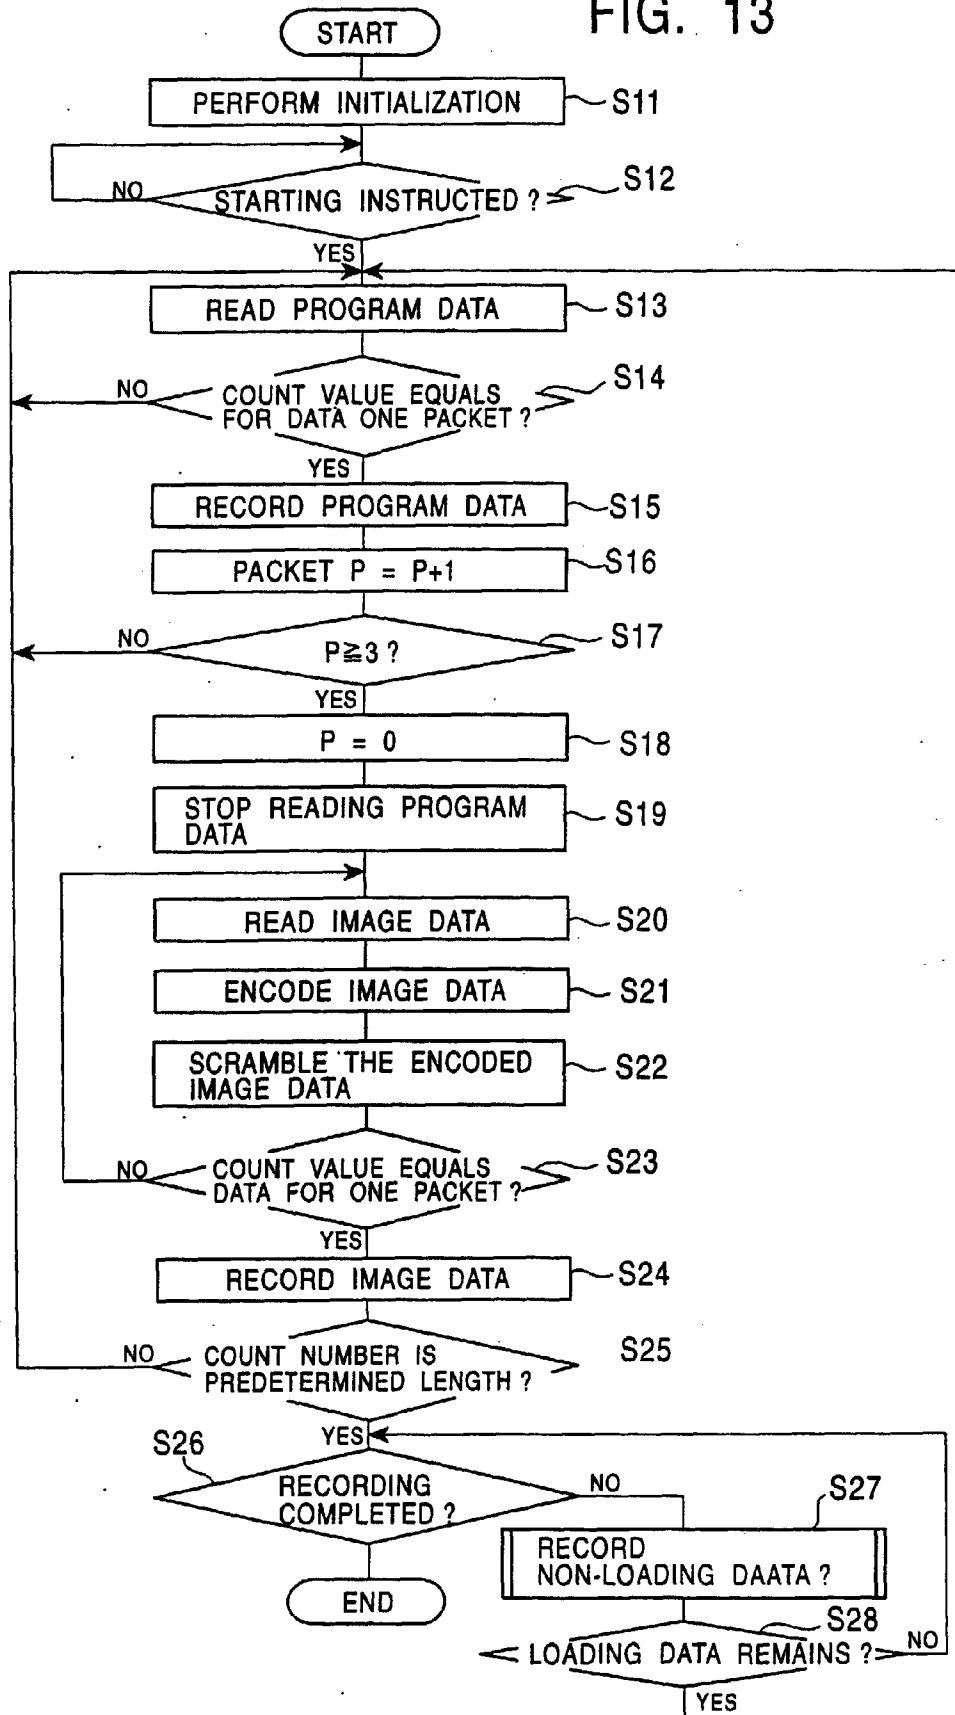 FIG. 13
START
PERFORM INITIALIZATION
S11
NO
STARTING INSTRUCTED ?
S12
YES
READ PROGRAM DATA
S13
NO
COUNT VALUE EQUALS
FOR DATA ONE PACKET ?
S14
YES
RECORD PROGRAM DATA
S15
PACKET P = P+1
S16
NO
P≧3 ?
S17
YES
P = 0
S18
STOP READING PROGRAM
DATA
S19
READ IMAGE DATA
S20
ENCODE IMAGE DATA
S21
SCRAMBLE THE ENCODED
IMAGE DATA
S22
NO
COUNT VALUE EQUALS
DATA FOR ONE PACKET ?
S23
YES
RECORD IMAGE DATA
S24
NO
COUNT NUMBER IS
PREDETERMINED LENGTH ?
S25
YES
S26
RECORDING
COMPLETED ?
NO
S27
RECORD
NON-LOADING DAATA ?
END
S28
LOADING DATA REMAINS ?
NO
YES